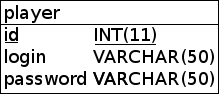 player
id INT(11)
login VARCHAR(50)
password VARCHAR(50)